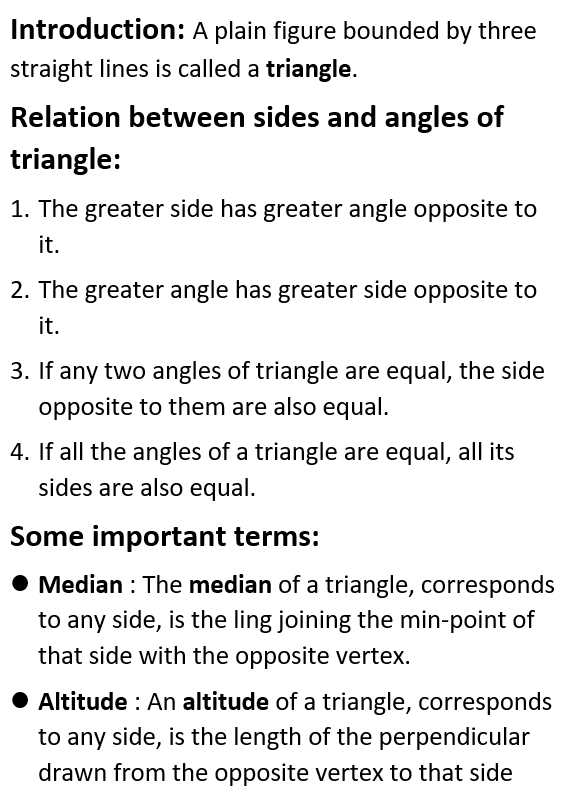 Introduction: A plain figure bounded by three
straight lines is called a triangle.
Relation between sides and angles of
triangle:
1. The greater side has greater angle opposite to
it.
2. The greater angle has greater side opposite to
it.
3. If any two angles of triangle are equal, the side
opposite to them are also equal.
4. If all the angles of a triangle are equal, all its
sides are also equal.
Some important terms:
● Median : The median of a triangle, corresponds
to any side, is the ling joining the min-point of
that side with the opposite vertex.
● Altitude : An altitude of a triangle, corresponds
to any side, is the length of the perpendicular
drawn from the opposite vertex to that side